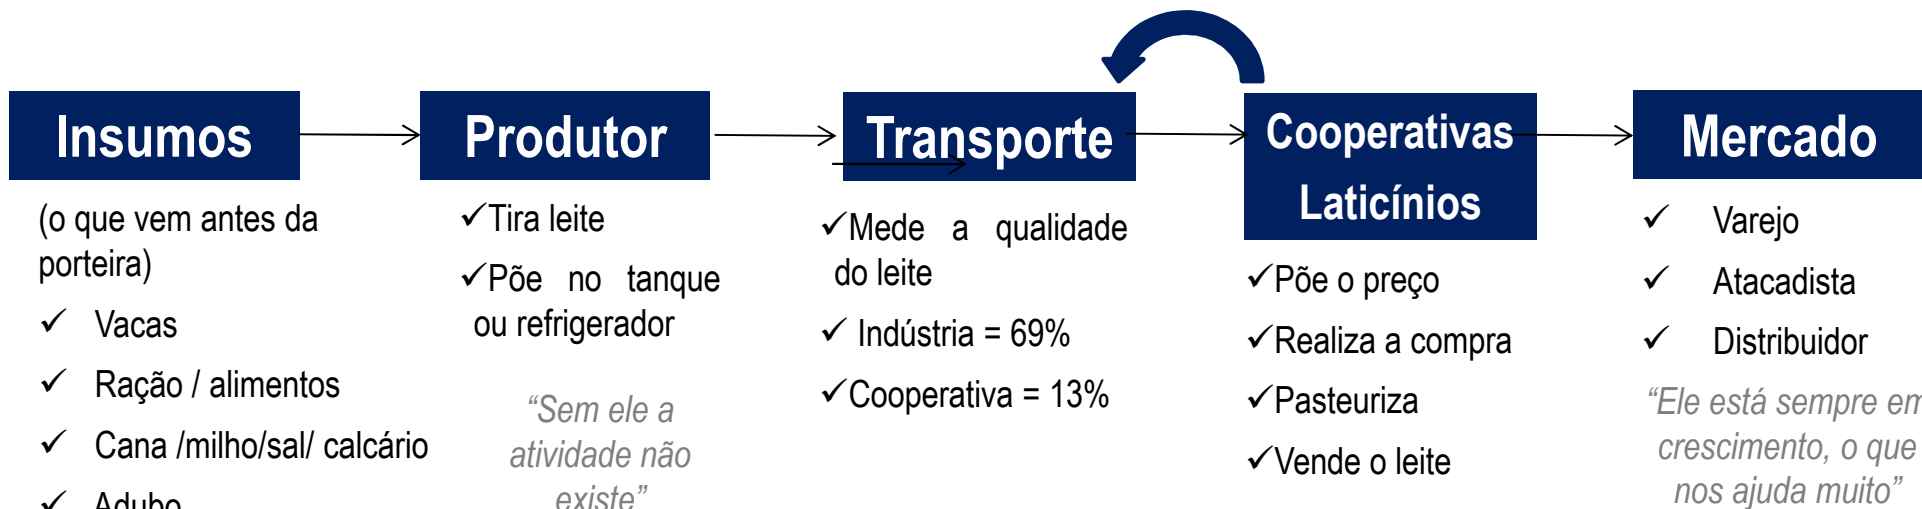 Insumos
(o que vem antes da
porteira)
✓ Vacas
✓ Ração / alimentos
✓ Cana /milho/sal/ calcário
✓ Adubo
Produtor
✓Tira leite
✓Põe no tanque
ou refrigerador
“Sem ele a
atividade não
existe”
Transporte
✓Mede a qualidade
do leite
✓ Indústria = 69%
✓Cooperativa = 13%
Cooperativas
Laticínios
✓Põe o preço
✓Realiza a compra
✓Pasteuriza
✓Vende o leite
Mercado
✓ Varejo
✓ Atacadista
✓ Distribuidor
“Ele está sempre em
crescimento, o que
nos ajuda muito”